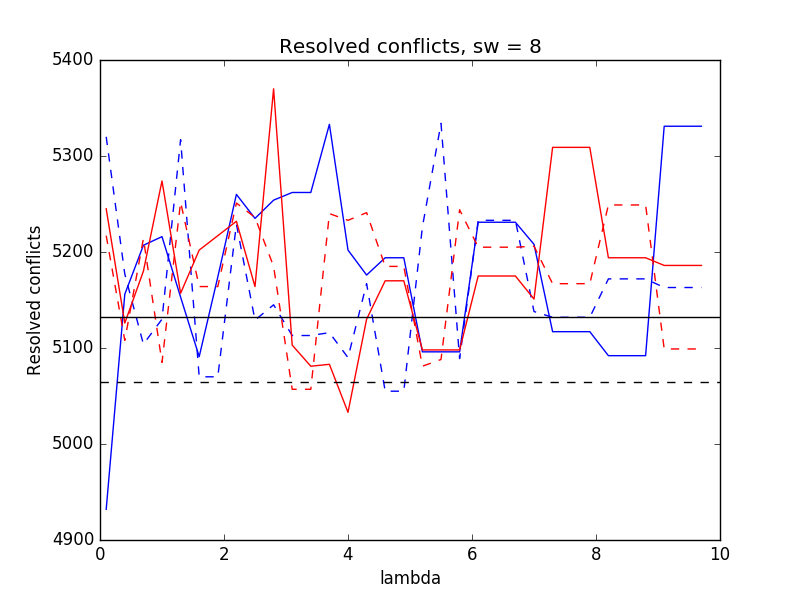 Resolved conflicts, sw = 8
5400
5300
5200
5100
5000
4900
Resolved conflicts
0 2 4 6 8 10
lambda